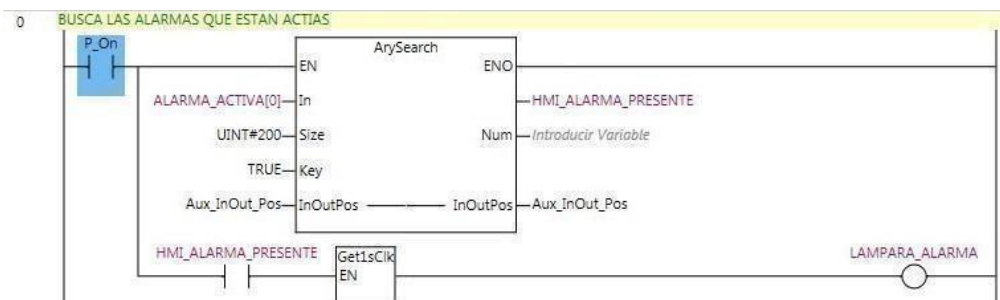 0 BUSCA LAS ALARMAS QUE ESTAN ACTIAS
P_On
ArySearch
EN ENO
ALARMA_ACTIVA[0] In HMI_ALARMA_PRESENTE
UINT#200 Size Num Introducir Variable
TRUE Key
Aux_InOut_Pos InOutPos InOutPos Aux_InOut_Pos
HMI_ALARMA_PRESENTE Get1sClk LAMPARA_ALARMA
EN